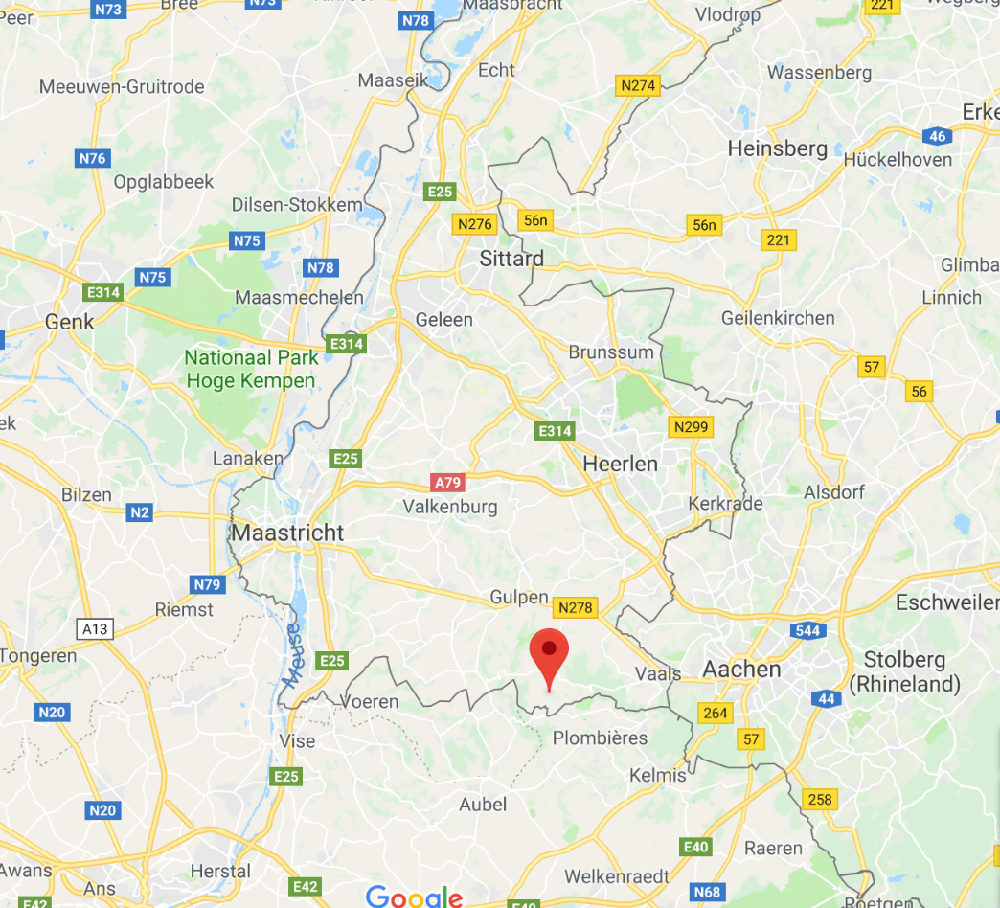 N73
Bree
N73
N78
Maasbracht
Vlodrop
221
Peer
Meeuwen-Gruitrode
Maaseik
Echt
N274
Wassenberg
Erke
46
N76
Heinsberg
Hückelhoven
Opglabbeek
E25
Dilsen-Stokkem
N276
56n
56n
N75
221
Sittard
N78
Glimba
N75
E314
Maasmechelen
Linnich
Genk
Geleen
Geilenkirchen
E314
Brunssum
Nationaal Park
Hoge Kempen
57
56
ek
E314
N299
Lanaken
E25
Heerlen
A79
Bilzen
Valkenburg
Kerkrade
Alsdorf
N2
Maastricht
N79
Gulpen
N278
Riemst
Eschweiler
A13
544
Meuse
Tongeren
E25
Vaals
Aachen
Stolberg
(Rhineland)
Voeren
44
N20
264
Vise
Plombières
57
E25
Kelmis
258
N20
Aubel
E40
Raeren
Awans
Herstal
Welkenraedt
Ans
E42
N68
E42
Google
E40
Roetgen